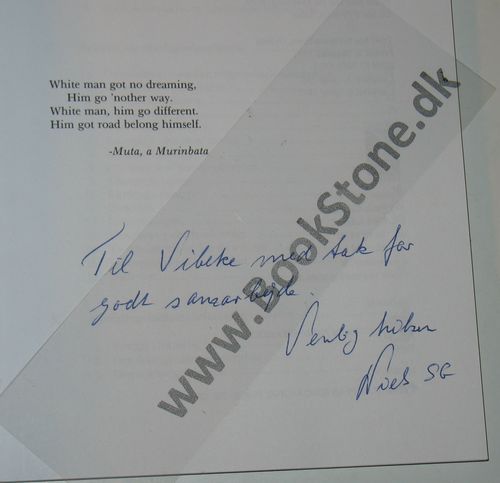 White man got no dreaming,
Him go 'nother way.
White man, him go different.
Him got road belong himself.
-Muta, a Murinbata
www.BookStone.dk
Til Vibeke med tak for
godt samarbejde.
Venlig hilsen
Niels SG